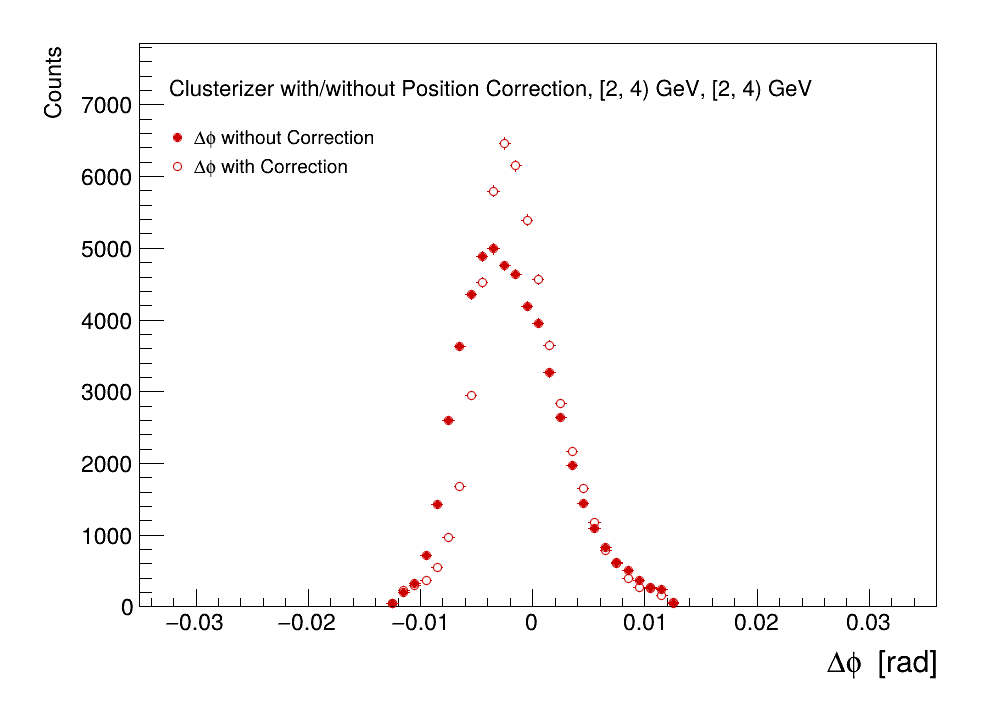 Counts
Clusterizer with/without Position Correction, [2, 4) GeV, [2, 4) GeV
Δϕ without Correction
Δϕ with Correction
7000
6000
5000
4000
3000
2000
1000
0
−0.03 −0.02 −0.01 0 0.01 0.02 0.03
Δϕ [rad]